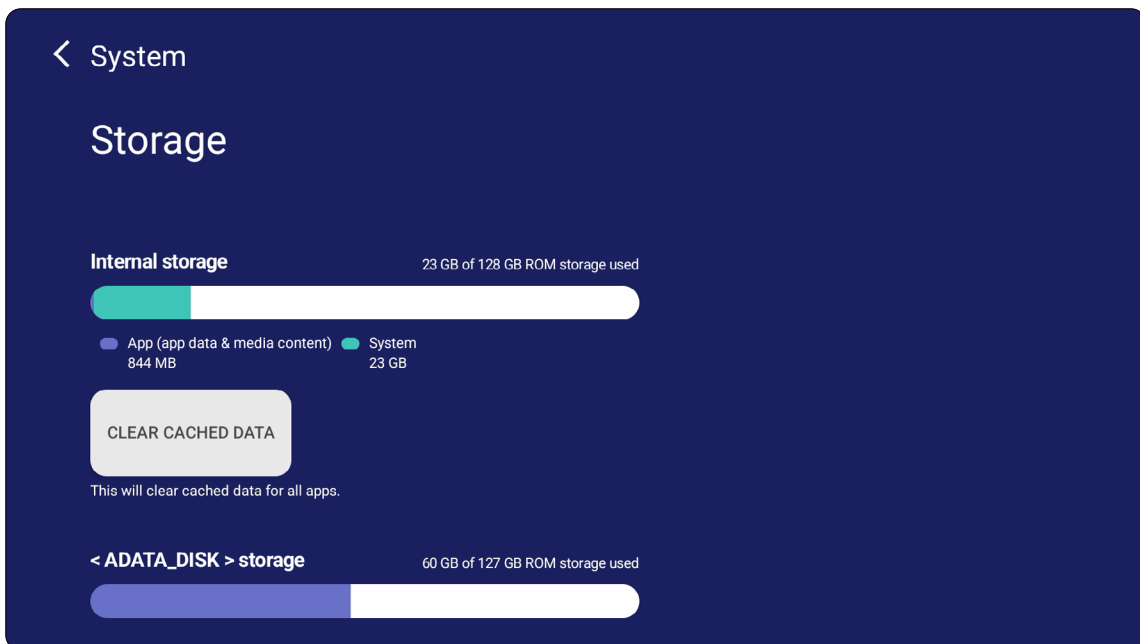 System
Storage
Internal storage
23 GB of 128 GB ROM storage used
App (app data & media content)
844 MB
System
23 GB
CLEAR CACHED DATA
This will clear cached data for all apps.
< ADATA_DISK > storage
60 GB of 127 GB ROM storage used